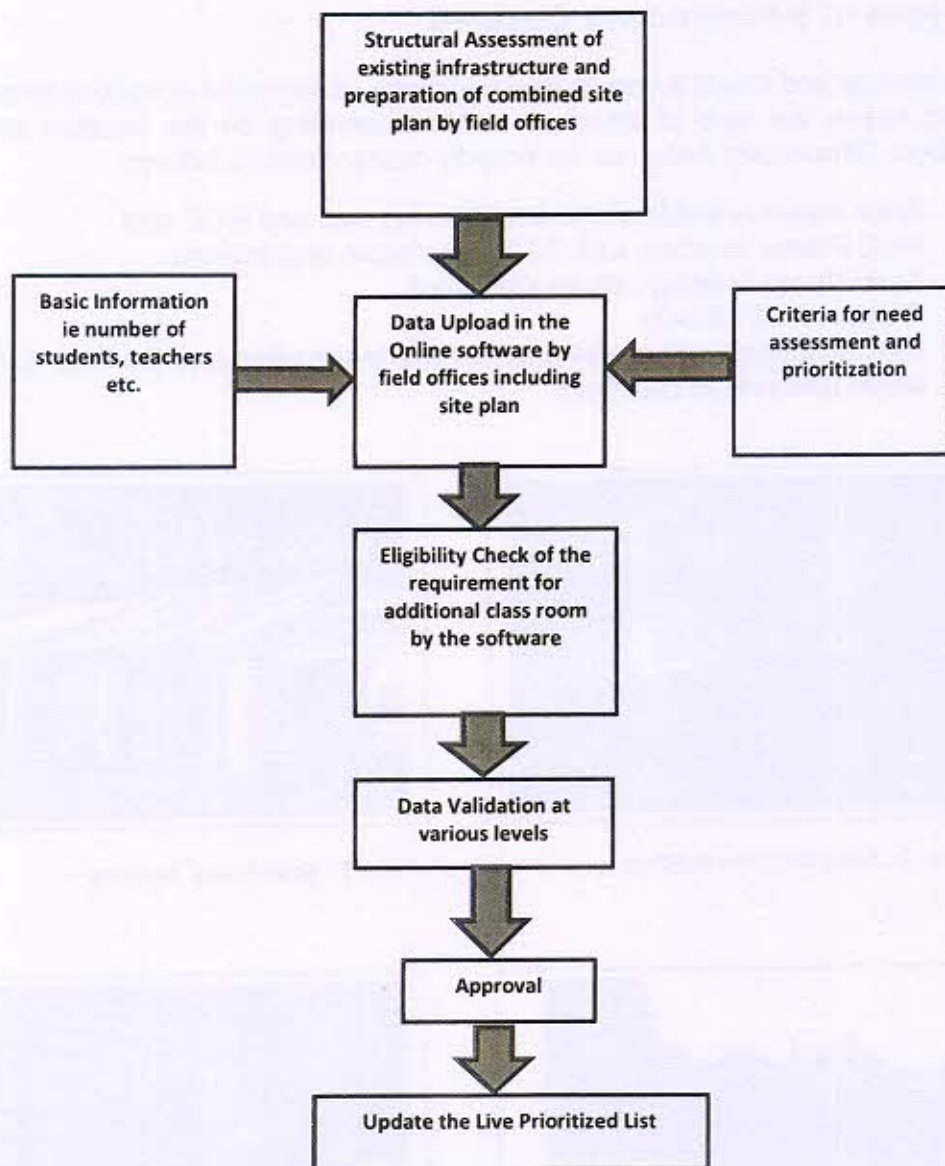 Structural Assessment of
existing infrastructure and
preparation of combined site
plan by field offices
Basic Information
ie number of
students, teachers
etc.
Data Upload in the
Online software by
field offices including
site plan
Criteria for need
assessment and
prioritization
Eligibility Check of the
requirement for
additional class room
by the software
Data Validation at
various levels
Approval
Update the Live Prioritized List